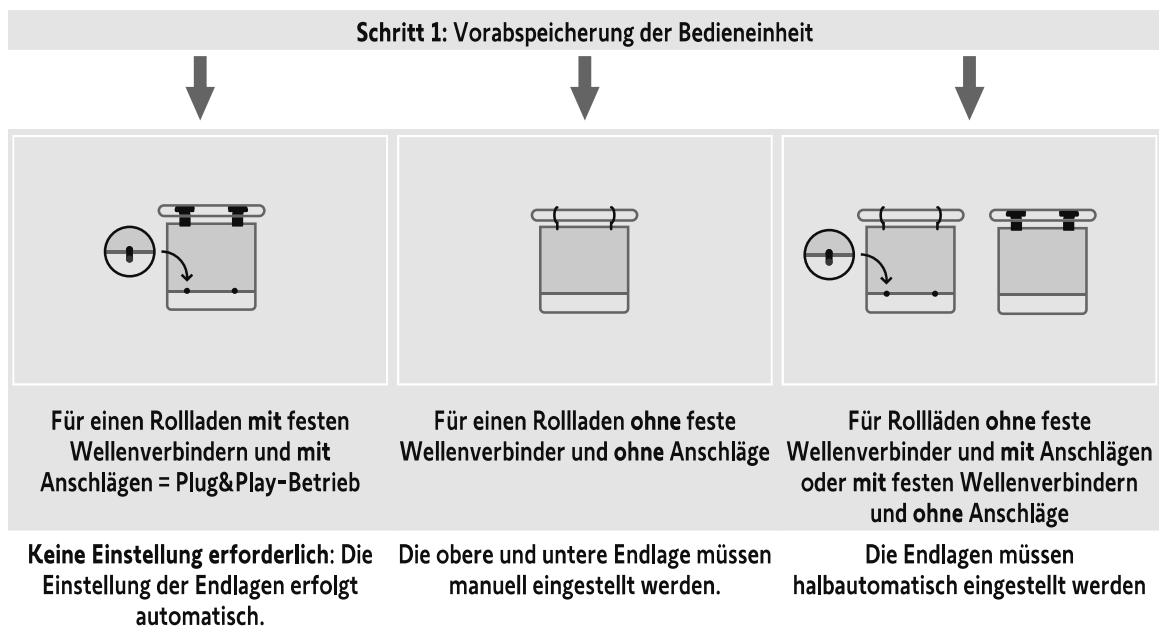 Schritt 1: Vorabspeicherung der Bedieneinheit
Für einen Rollladen mit festen
Wellenverbindern und mit
Anschlägen = Plug&Play-Betrieb
Für einen Rollladen ohne feste
Wellenverbinder und ohne Anschläge
Für Rollläden ohne feste
Wellenverbinder und mit Anschlägen
oder mit festen Wellenverbindern
und ohne Anschläge
Keine Einstellung erforderlich: Die
Einstellung der Endlagen erfolgt
automatisch.
Die obere und untere Endlage müssen
manuell eingestellt werden.
Die Endlagen müssen
halbautomatisch eingestellt werden